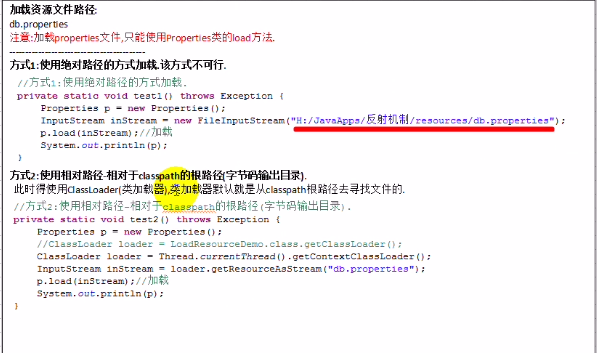 加载资源文件路径:
db.properties
注意:加载properties文件,只能使用Properties类的load方法.
----------------------------------------
方式1:使用绝对路径的方式加载.该方式不可行.
//方式1:使用绝对路径的方式加载.
private static void test1() throws Exception {
Properties p = new Properties();
InputStream inStream = new FileInputStream("H:/JavaApps/反射机制/resources/db.properties");
p.load(inStream);//加载
System.out.println(p);
}
方式2:使用相对路径-相对于classpath的根路径(字节码输出目录).
此时得使用ClassLoader(类加载器),类加载器默认就是从classpath根路径去寻找文件的.
//方式2:使用相对路径-相对于classpath的根路径(字节码输出目录).
private static void test2() throws Exception {
Properties p = new Properties();
//ClassLoader loader = LoadResourceDemo.class.getClassLoader();
ClassLoader loader = Thread.currentThread().getContextClassLoader();
InputStream inStream = loader.getResourceAsStream("db.properties");
p.load(inStream);//加载
System.out.println(p);
}